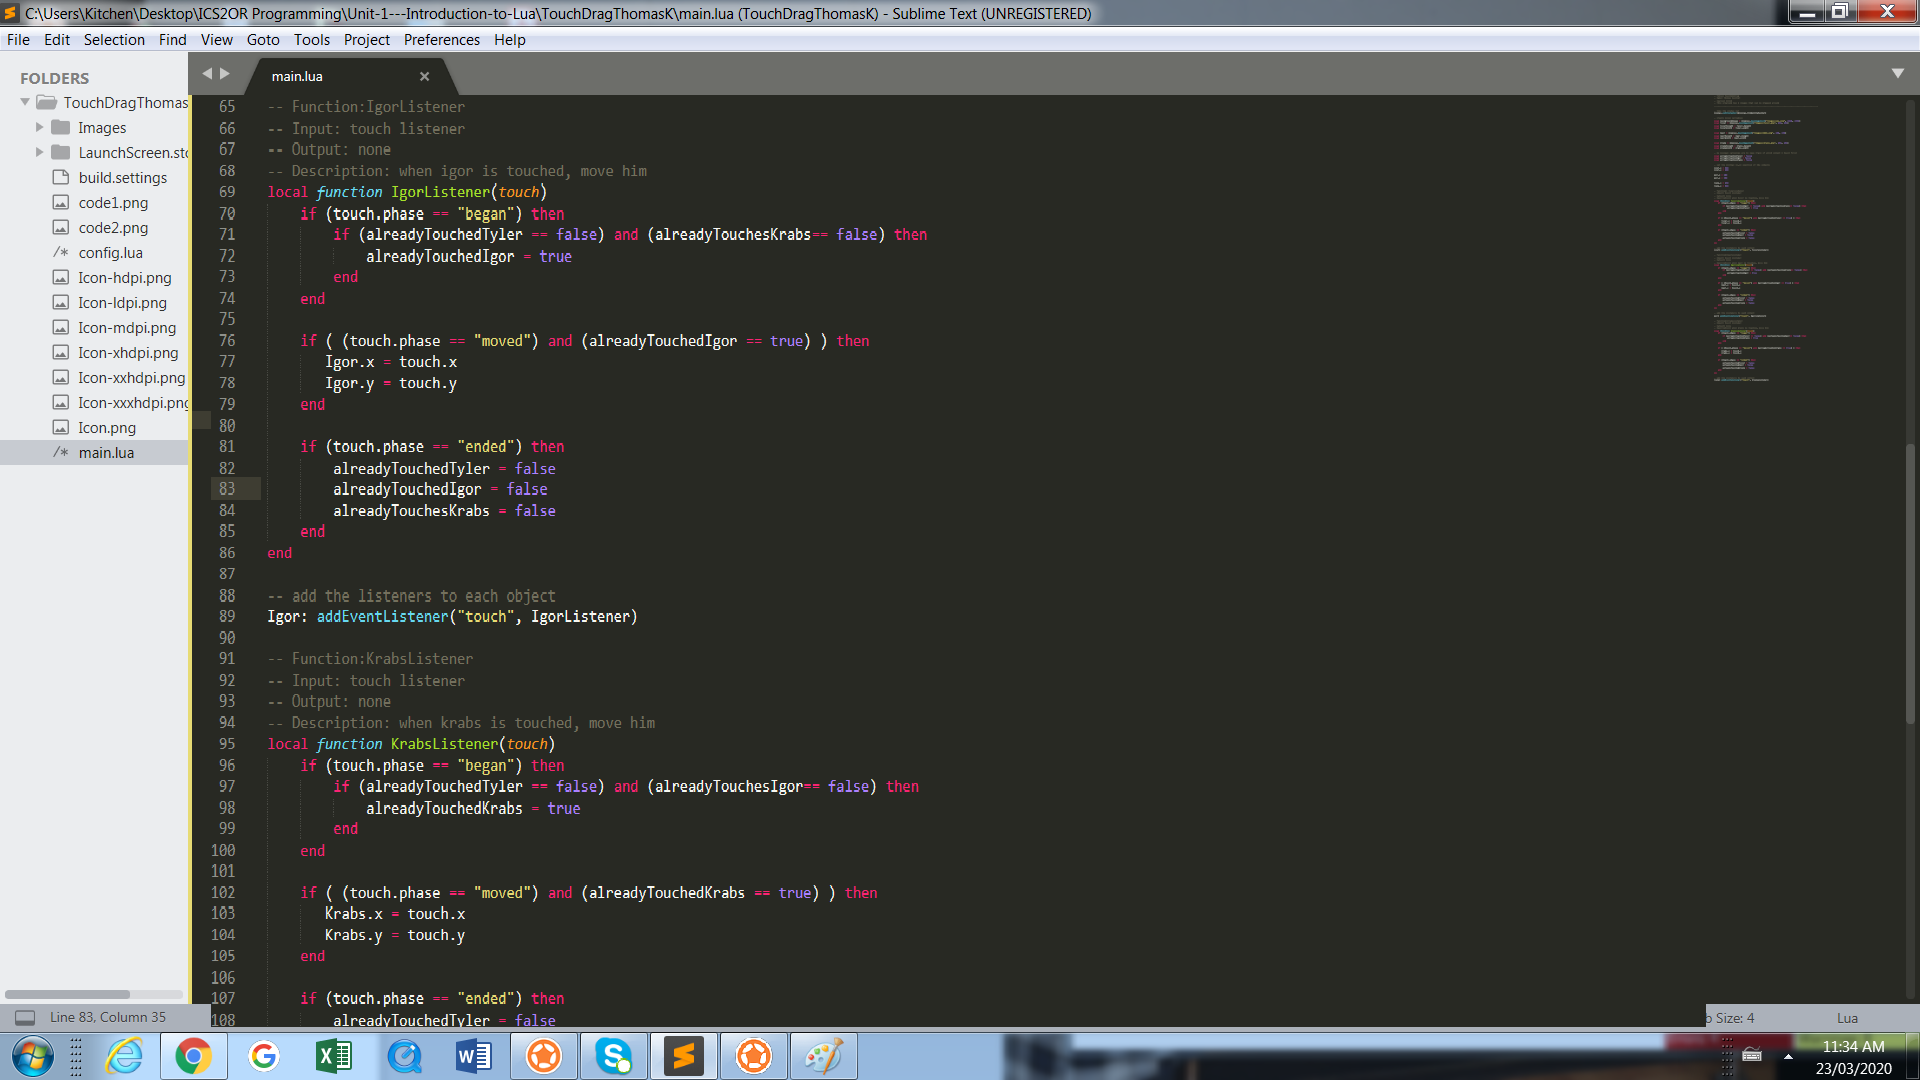 C:\Users\Kitchen\Desktop\ICS2OR Programming\Unit-1---Introduction-to-Lua\TouchDragThomasK\main.lua (TouchDragThomasK) - Sublime Text (UNREGISTERED)
File Edit Selection Find View Goto Tools Project Preferences Help
FOLDERS
TouchDragThomas
Images
LaunchScreen.sto
build.settings
code1.png
code2.png
config.lua
Icon-hdpi.png
Icon-ldpi.png
Icon-mdpi.png
Icon-xhdpi.png
Icon-xxhdpi.png
Icon-xxxhdpi.png
Icon.png
main.lua
main.lua
65 -- Function:IgorListener
66 -- Input: touch listener
67 -- Output: none
68 -- Description: when igor is touched, move him
69 local function IgorListener(touch)
70 if (touch.phase == "began") then
71 if (alreadyTouchedTyler == false) and (alreadyTouchesKrabs== false) then
72 alreadyTouchedIgor = true
73 end
74 end
75
76 if ( (touch.phase == "moved") and (alreadyTouchedIgor == true) ) then
77 Igor.x = touch.x
78 Igor.y = touch.y
79 end
80
81 if (touch.phase == "ended") then
82 alreadyTouchedTyler = false
83 alreadyTouchedIgor = false
84 alreadyTouchesKrabs = false
85 end
86 end
87
88 -- add the listeners to each object
89 Igor: addEventListener("touch", IgorListener)
90
91 -- Function:KrabsListener
92 -- Input: touch listener
93 -- Output: none
94 -- Description: when krabs is touched, move him
95 local function KrabsListener(touch)
96 if (touch.phase == "began") then
97 if (alreadyTouchedTyler == false) and (alreadyTouchesIgor== false) then
98 alreadyTouchedKrabs = true
99 end
100 end
101
102 if ( (touch.phase == "moved") and (alreadyTouchedKrabs == true) ) then
103 Krabs.x = touch.x
104 Krabs.y = touch.y
105 end
106
107 if (touch.phase == "ended") then
108 alreadyTouchedTyler = false
Line 83, Column 35
Size: 4
Lua
11:34 AM
23/03/2020